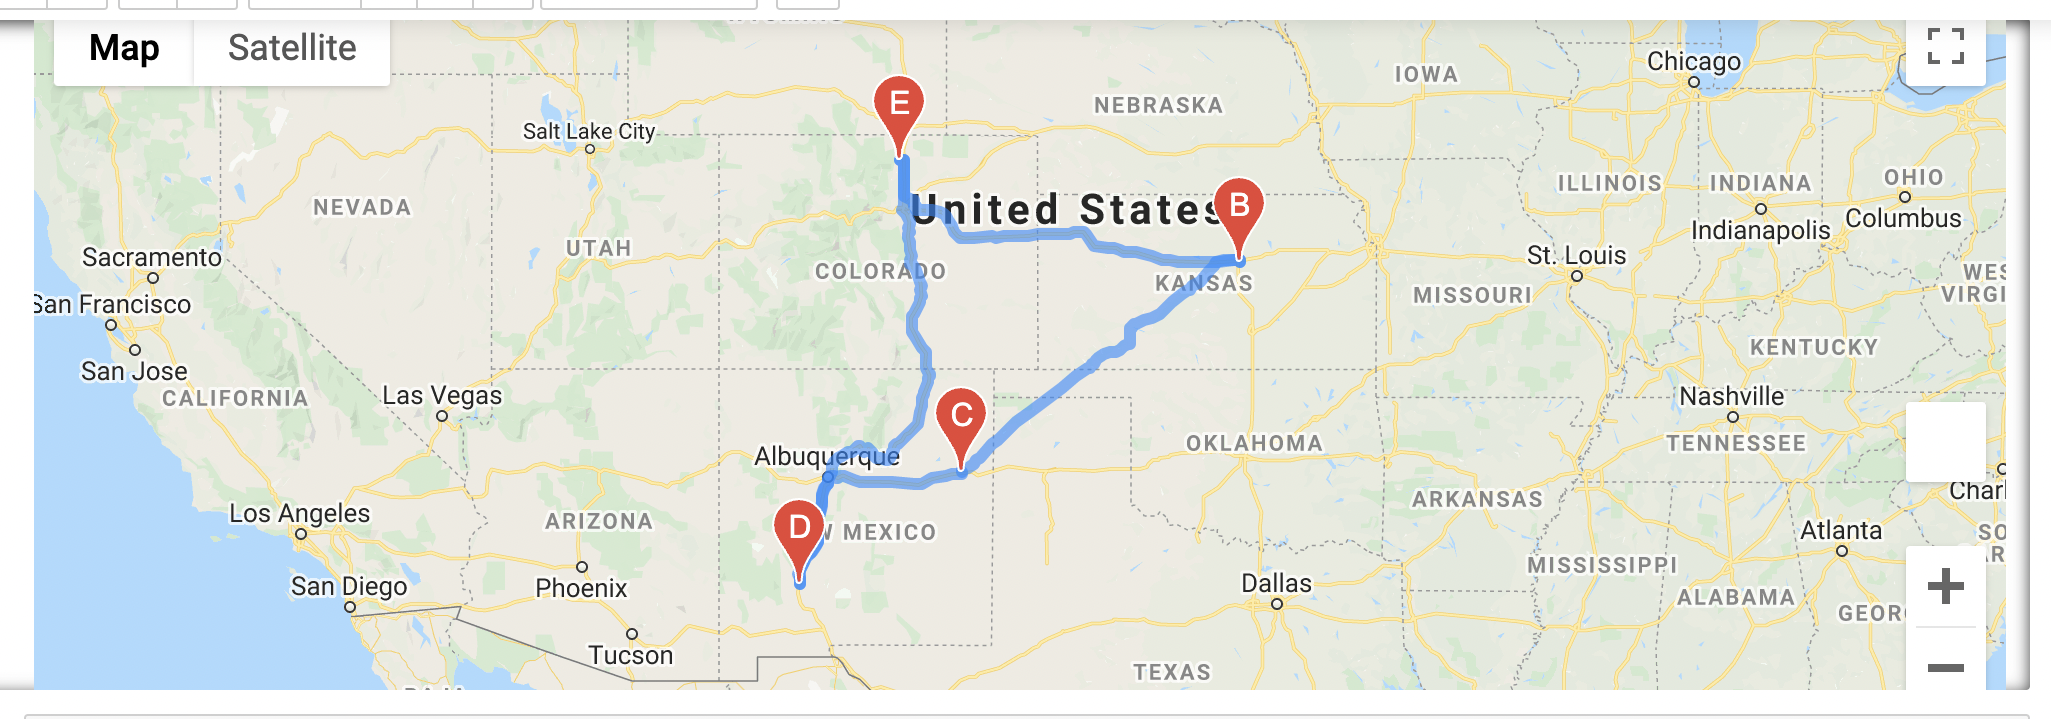 Map
Satellite
Chicago
IOWA
NEBRASKA
E
Salt Lake City
ILLINOIS
INDIANA
OHIO
NEVADA
United States
B
Columbus
Indianapolis
UTAH
Sacramento
St. Louis
COLORADO
KANSAS
MISSOURI
WES
VIRGI
San Francisco
KENTUCKY
San Jose
CALIFORNIA
Las Vegas
Nashville
C
OKLAHOMA
TENNESSEE
Albuquerque
Charl
ARKANSAS
Los Angeles
ARIZONA
D
W MEXICO
Atlanta
SO
AR
MISSISSIPPI
San Diego
Phoenix
Dallas
ALABAMA
GEOR
Tucson
TEXAS